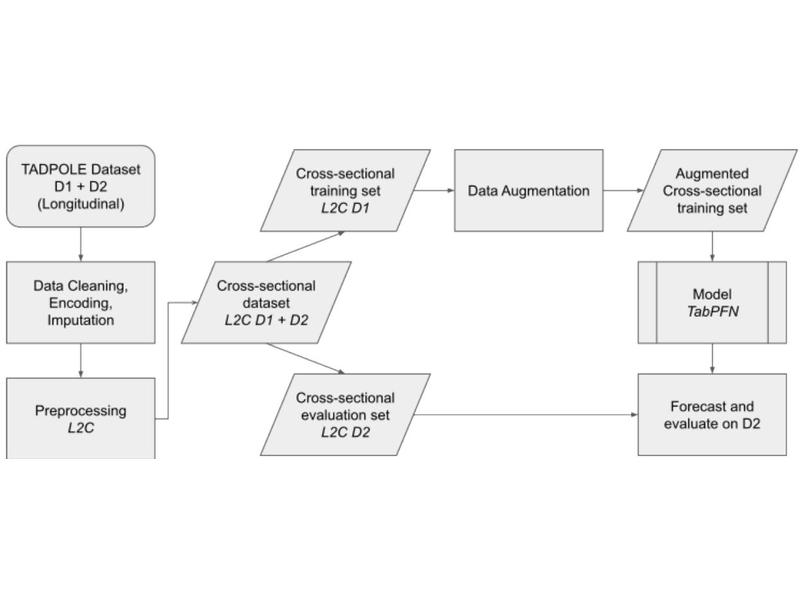 TADPOLE Dataset
D1 + D2
(Longitudinal)
Data Cleaning,
Encoding,
Imputation
Preprocessing
L2C
Cross-sectional
dataset
L2C D1 + D2
Cross-sectional
training set
L2C D1
Cross-sectional
evaluation set
L2C D2
Data Augmentation
Augmented
Cross-sectional
training set
Model
TabPFN
Forecast and
evaluate on D2